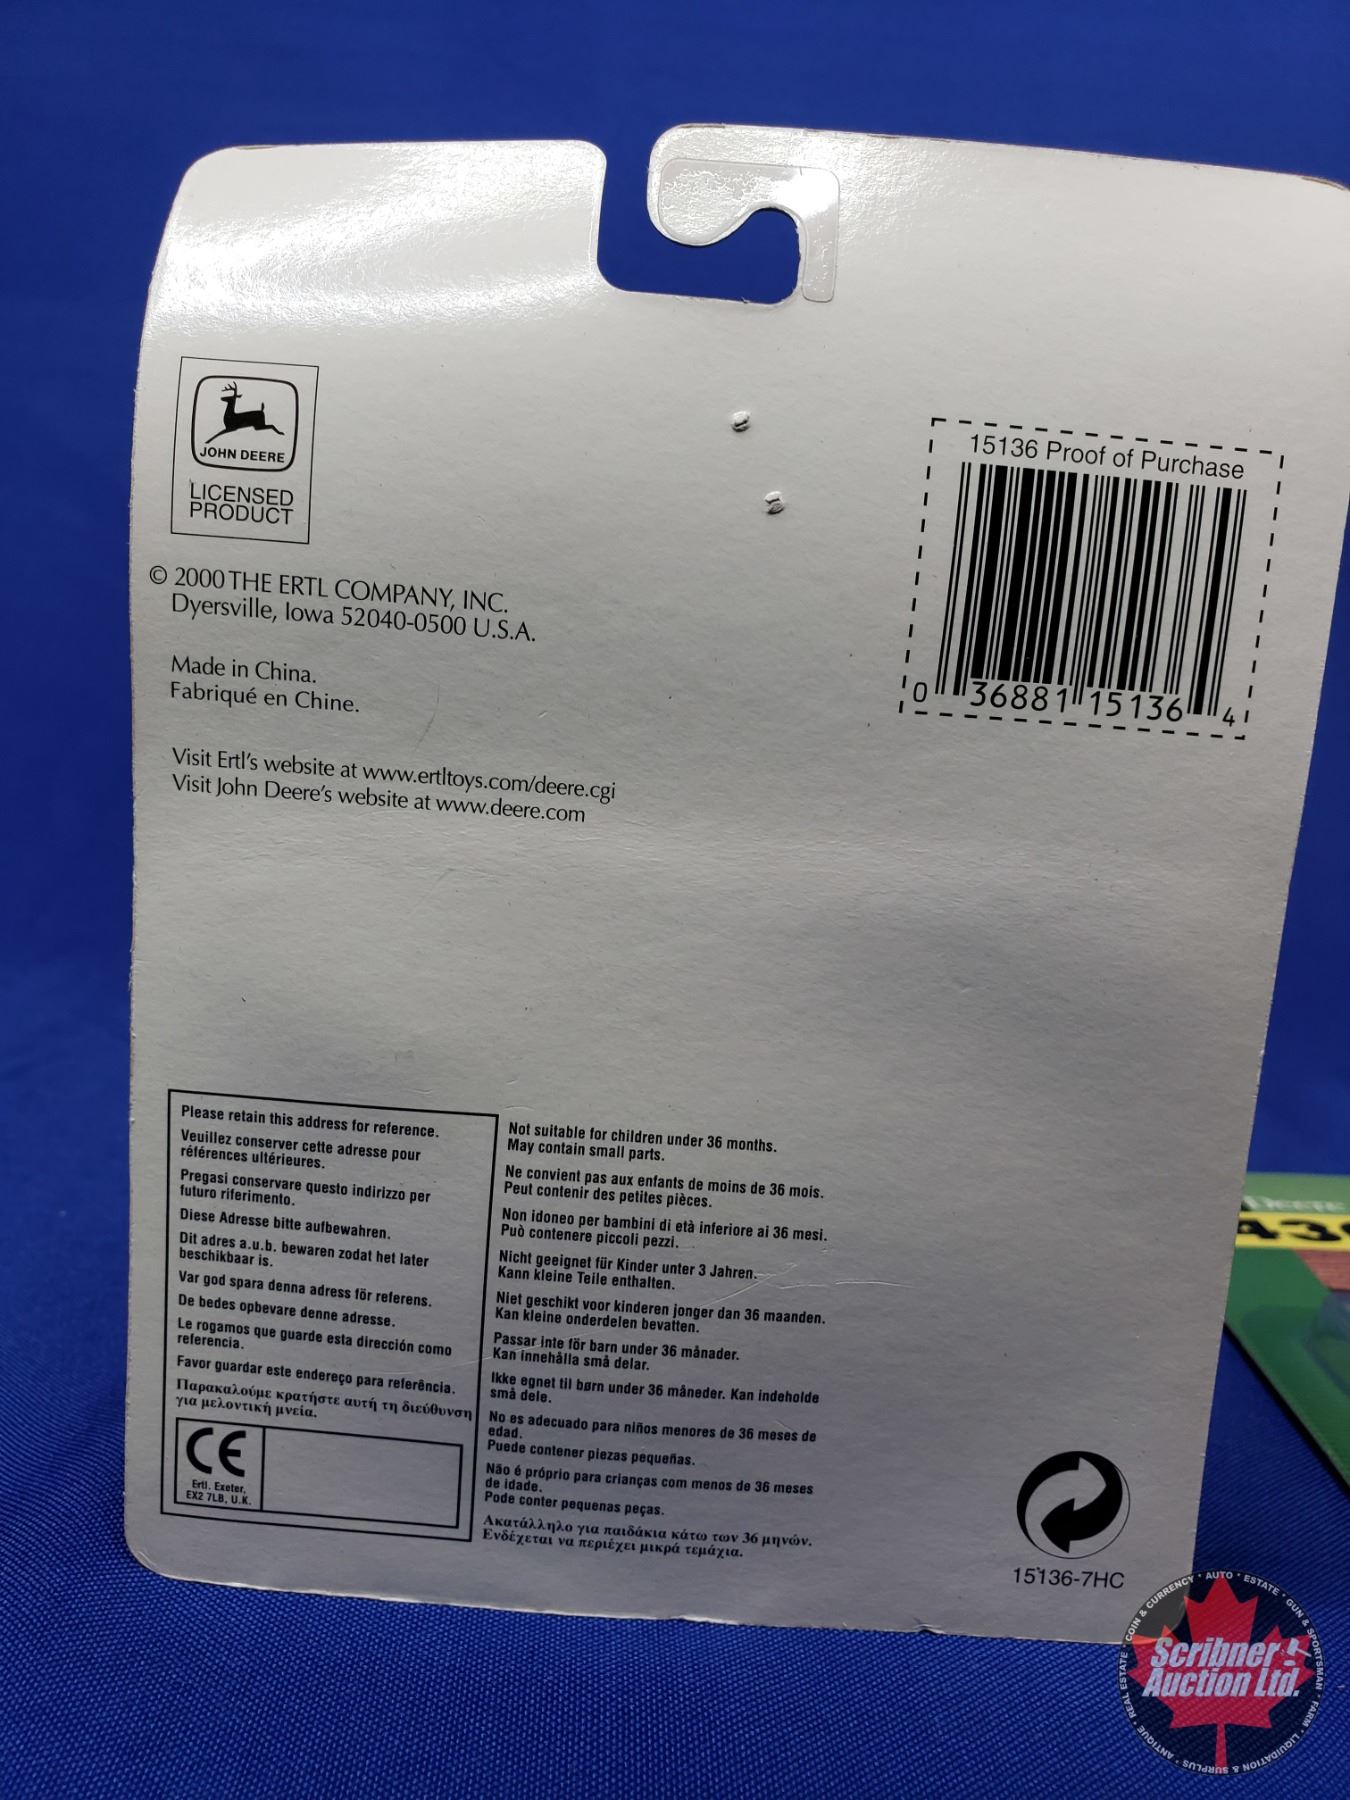 JOHN DEERE
LICENSED
PRODUCT
© 2000 THE ERTL COMPANY, INC.
Dyersville, Iowa 52040-0500 U.S.A.
Made in China.
Fabriqué en Chine.
Visit Ertl's website at www.ertltoys.com/deere.cgi
Visit John Deere's website at www.deere.com
15136 Proof of Purchase
0 36881 15136 4
Please retain this address for reference.
Veuillez conserver cette adresse pour
références ultérieures.
Pregasi conservare questo indirizzo per
futuro riferimento.
Diese Adresse bitte aufbewahren.
Dit adres a.u.b. bewaren zodat het later
beschikbaar is.
Var god spara denna adress för referens.
De bedes opbevare denne adresse.
Le rogamos que guarde esta dirección como
referencia.
Favor guardar este endereço para referência.
Παρακαλούμε κρατήστε αυτή τη διεύθυνση
για μελοντική μνεία.
CE
Ertl, Exeter,
EX2 7LB, U.K.
Not suitable for children under 36 months.
May contain small parts.
Ne convient pas aux enfants de moins de 36 mois.
Peut contenir des petites pièces.
Non idoneo per bambini di età inferiore ai 36 mesi.
Può contenere piccoli pezzi.
Nicht geeignet für Kinder unter 3 Jahren.
Kann kleine Teile enthalten.
Niet geschikt voor kinderen jonger dan 36 maanden.
Kan kleine onderdelen bevatten.
Passar inte för barn under 36 månader.
Kan innehålla små delar.
Ikke egnet til børn under 36 måneder. Kan indeholde
små dele.
No es adecuado para niños menores de 36 meses de
edad.
Puede contener piezas pequeñas.
Não é próprio para crianças com menos de 36 meses
de idade.
Pode conter pequenas peças.
Ακατάλληλο για παιδάκια κάτω των 36 μηνών.
Ενδέχεται να περιέχει μικρά τεμάχια.
15136-7HC
DEERE
COIN & CURRENCY • AUTO • ESTATE • GUN & SPORTSMAN • FARM • LIQUIDATION & SURPLUS • ANTIQUE • REAL ESTATE
Scribner
Auction Ltd.